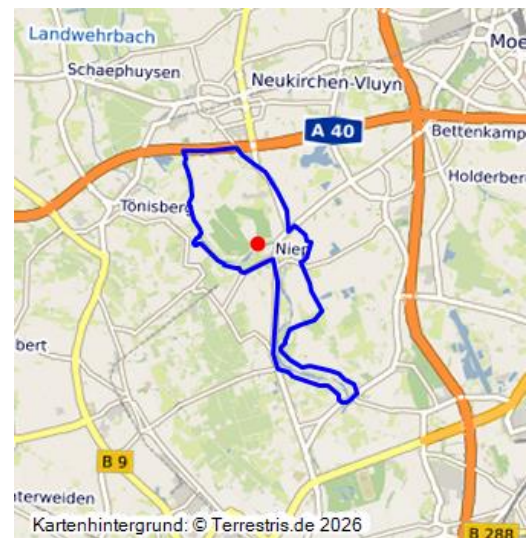 Landwehrbach
Moe
Schaephuysen
Neukirchen-Vluyn
A 40
Bettenkamp
Holderberg
Tönisberg
Niep
bert
B 9
terweiden
Kartenhintergrund: © Terrestris.de 2026
B 288